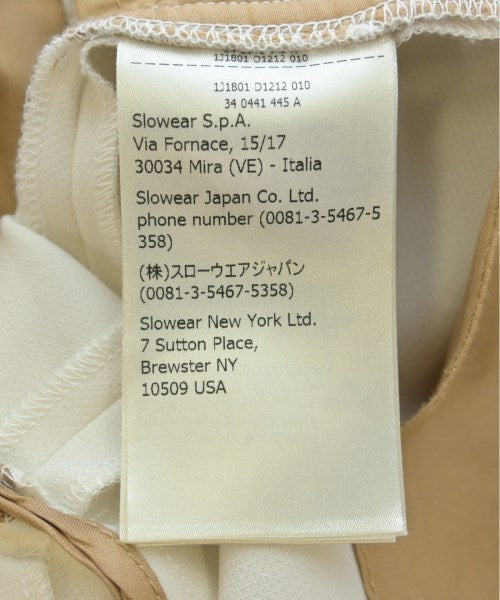 1J1801 D1212 010
1J1801 D1212 010
34 0441 445 A
Slowear S.p.A.
Via Fornace, 15/17
30034 Mira (VE) - Italia
Slowear Japan Co. Ltd.
phone number (0081-3-5467-5
358)
(株)スローウエアジャパン
(0081-3-5467-5358)
Slowear New York Ltd.
7 Sutton Place,
Brewster NY
10509 USA